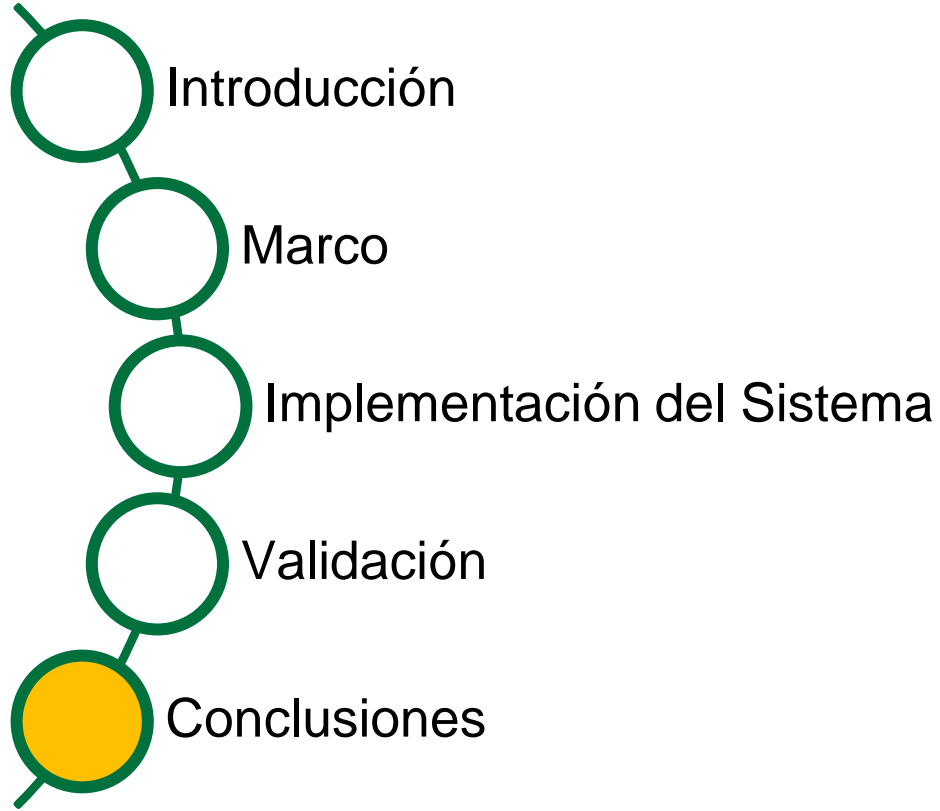 Introducción
Marco
Implementación del Sistema
Validación
Conclusiones